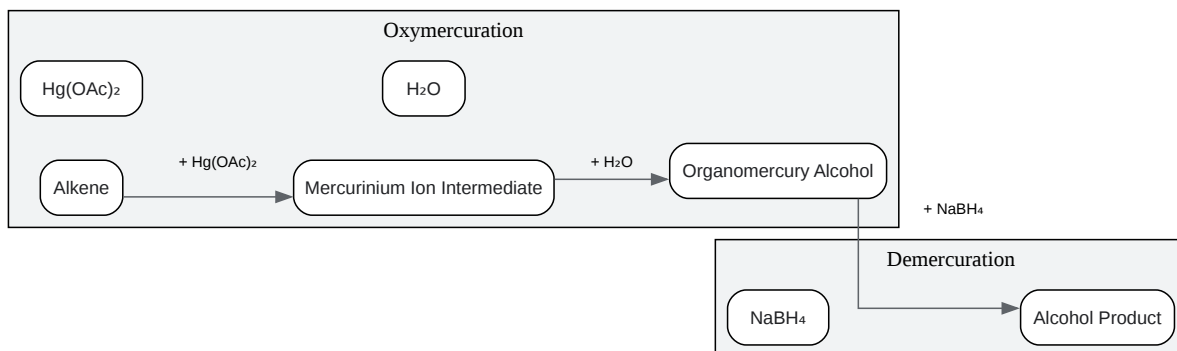 Oxymercuration
Hg(OAc)₂
H₂O
+ Hg(OAc)₂
+ H₂O
Alkene
Mercurinium Ion Intermediate
Organomercury Alcohol
+ NaBH₄
Demercuration
NaBH₄
Alcohol Product